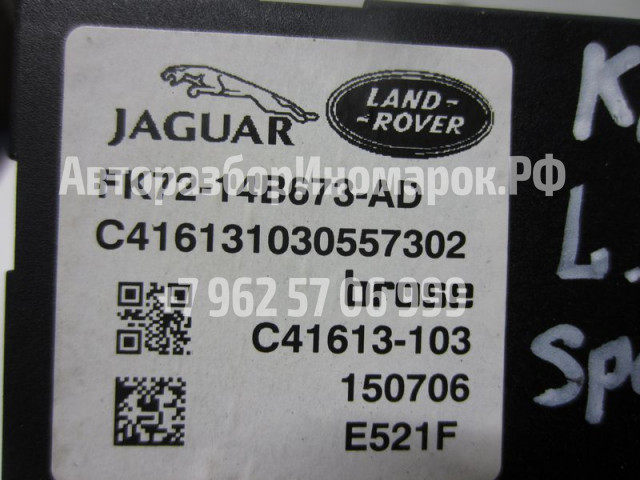 JAGUAR
LAND-
-ROVER
FK72-14B673-AD
АвторазборИномарок.РФ
C416131030557302
+7 962 57 06 999
brose
C41613-103
150706
E521F